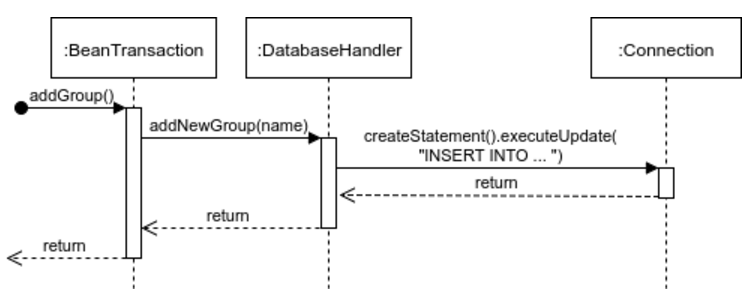 :BeanTransaction
:DatabaseHandler
:Connection
addGroup()
addNewGroup(name)
createStatement().executeUpdate(
"INSERT INTO ... ")
return
return
return